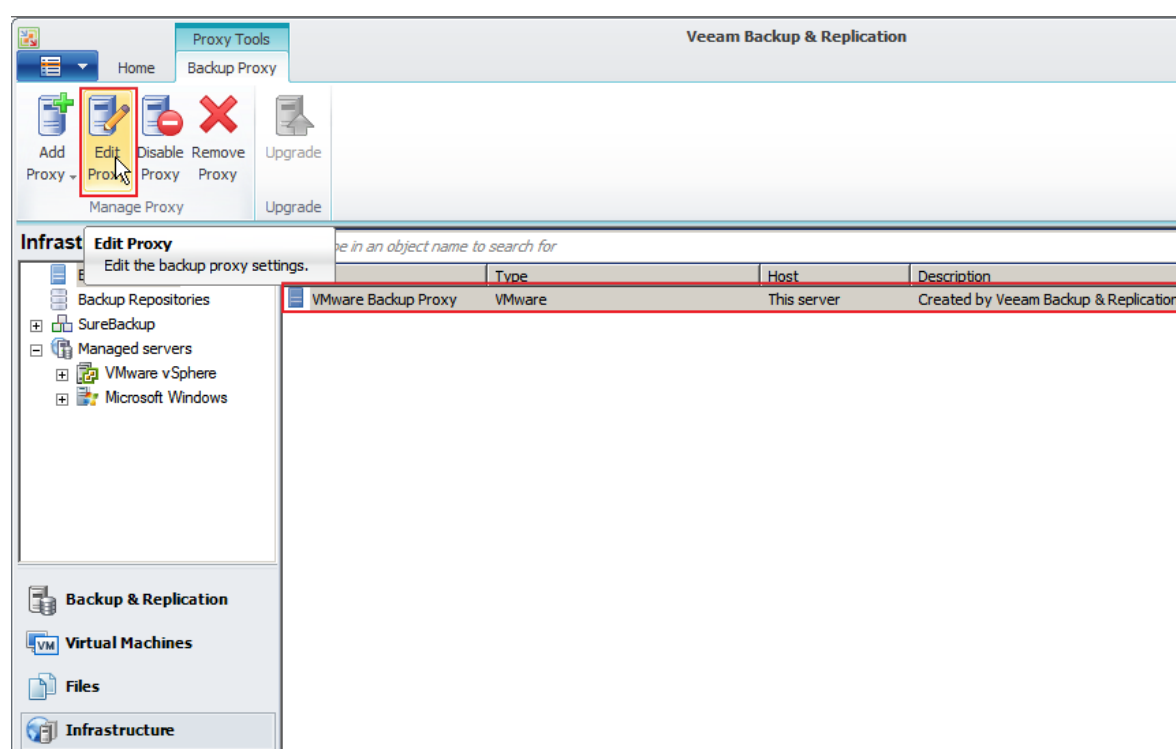 Proxy Tools
Veeam Backup & Replication
Home
Backup Proxy
Add
Proxy
Edit
Proxy
Disable
Proxy
Remove
Proxy
Upgrade
Manage Proxy
Upgrade
Infrast
pe in an object name to search for
Edit Proxy
Edit the backup proxy settings.
Type
Host
Description
Backup Repositories
VMware Backup Proxy
VMware
This server
Created by Veeam Backup & Replication
SureBackup
Managed servers
VMware vSphere
Microsoft Windows
Backup & Replication
VM
Virtual Machines
Files
Infrastructure